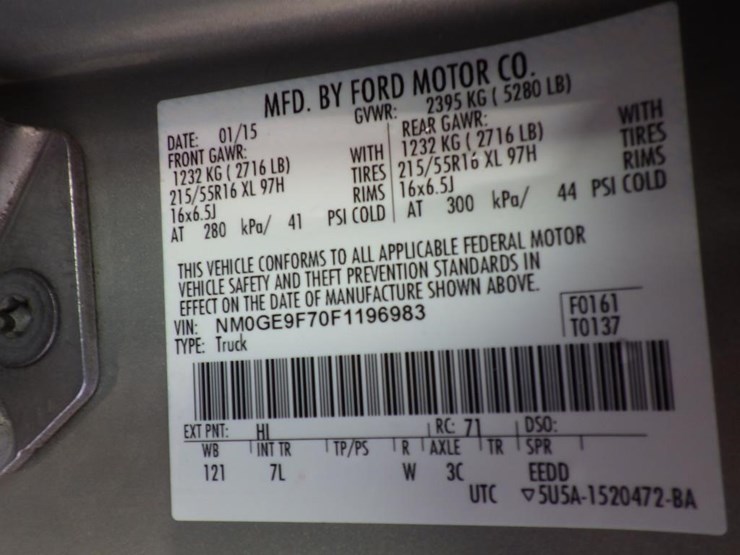 MFD. BY FORD MOTOR CO.
DATE: 01/15 GVWR: 2395 KG ( 5280 LB)
FRONT GAWR: REAR GAWR:
1232 KG ( 2716 LB) WITH 1232 KG ( 2716 LB) WITH
215/55R16 XL 97H TIRES 215/55R16 XL 97H TIRES
16x6.5J RIMS 16x6.5J RIMS
AT 280 kPa/ 41 PSI COLD AT 300 kPa/ 44 PSI COLD
THIS VEHICLE CONFORMS TO ALL APPLICABLE FEDERAL MOTOR
VEHICLE SAFETY AND THEFT PREVENTION STANDARDS IN
EFFECT ON THE DATE OF MANUFACTURE SHOWN ABOVE.
VIN: NM0GE9F70F1196983 F0161
TYPE: Truck T0137
EXT PNT: HI RC: 71 DSO:
WB INT TR TP/PS R AXLE TR SPR
121 7L W 3C EEDD
UTC ▽5U5A-1520472-BA